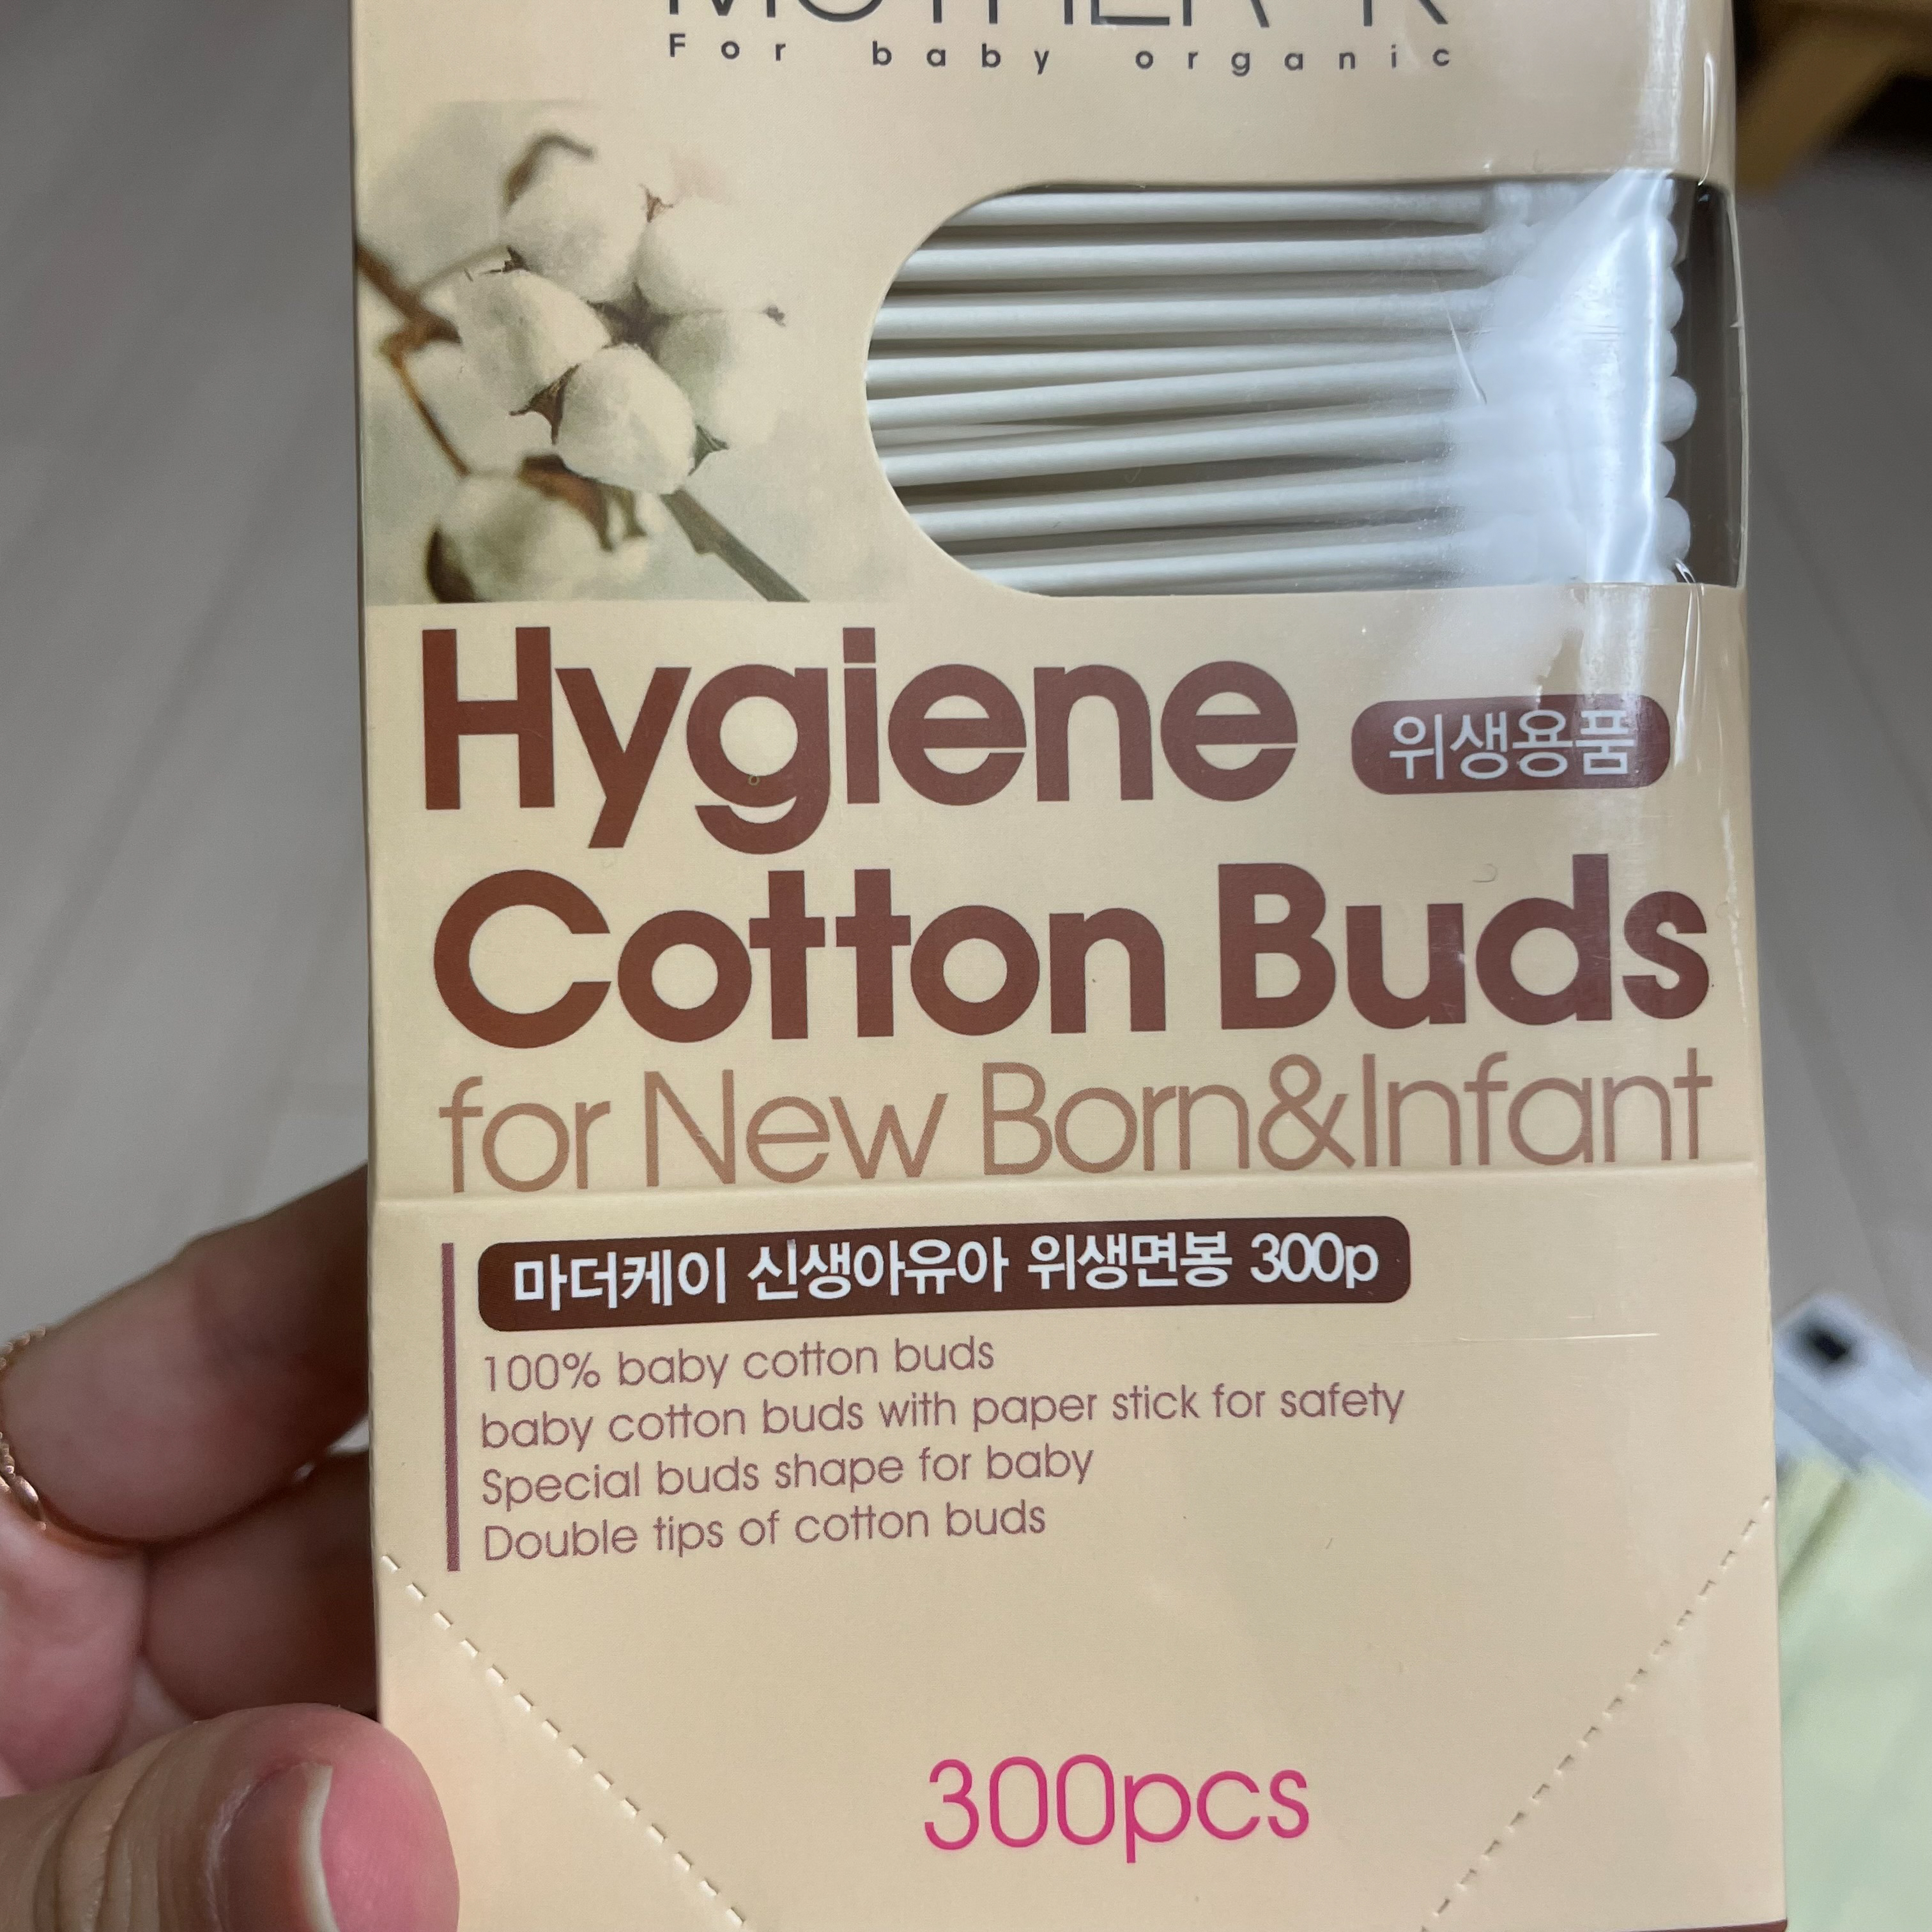 MOTHER-K
For baby organic
Hygiene 위생용품
Cotton Buds
for New Born&Infant
마더케이 신생아유아 위생면봉 300p
100% baby cotton buds
baby cotton buds with paper stick for safety
Special buds shape for baby
Double tips of cotton buds
300pcs